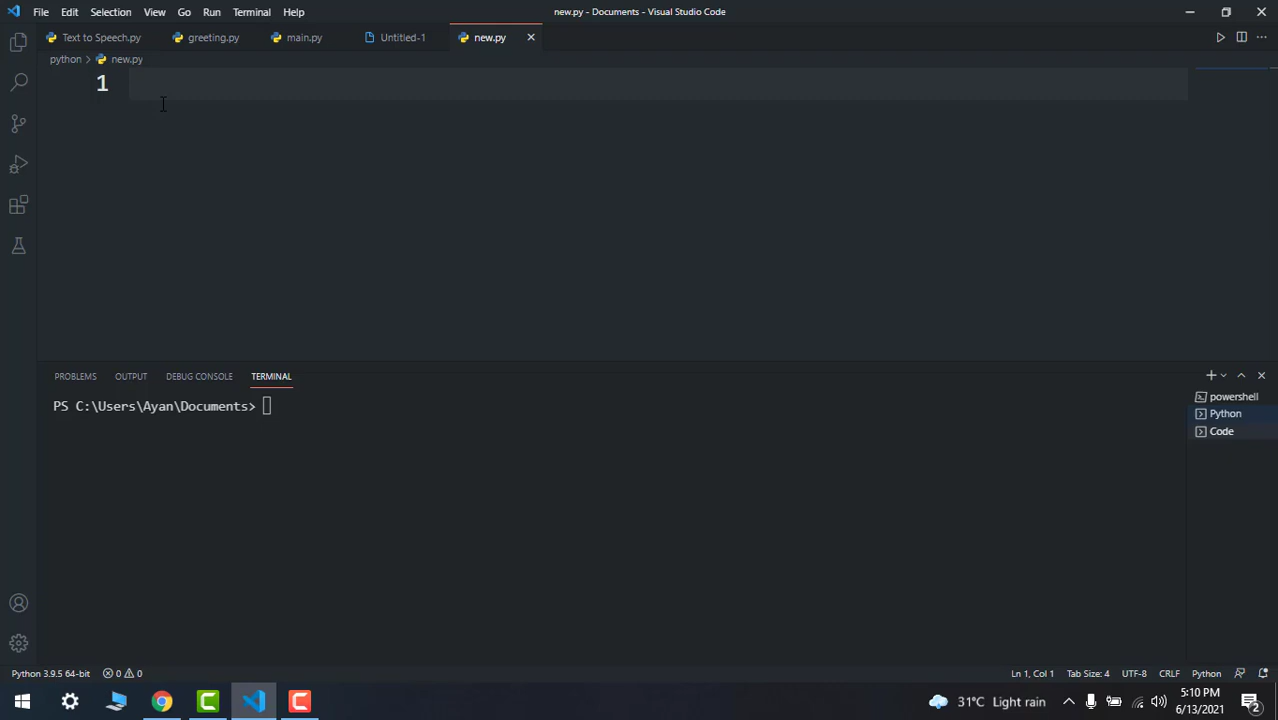 File Edit Selection View Go Run Terminal Help
new.py - Documents - Visual Studio Code
Text to Speech.py
greeting.py
main.py
Untitled-1
new.py
python > new.py
1
PROBLEMS OUTPUT DEBUG CONSOLE TERMINAL
PS C:\Users\Ayan\Documents>
powershell
Python
Code
Python 3.9.5 64-bit 0 0
Ln 1, Col 1 Tab Size: 4 UTF-8 CRLF Python
31°C Light rain
5:10 PM
6/13/2021
2